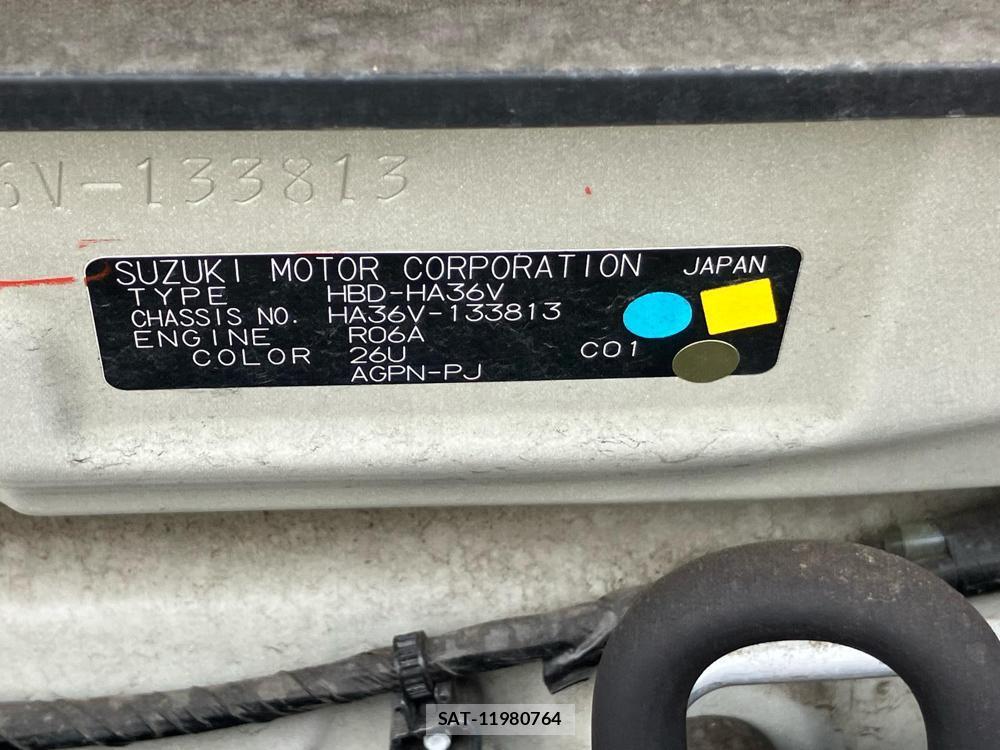 6V-133813
SUZUKI MOTOR CORPORATION JAPAN
TYPE HBD-HA36V
CHASSIS NO. HA36V-133813
ENGINE R06A
COLOR 26U C01
AGPN-PJ
SAT-11980764